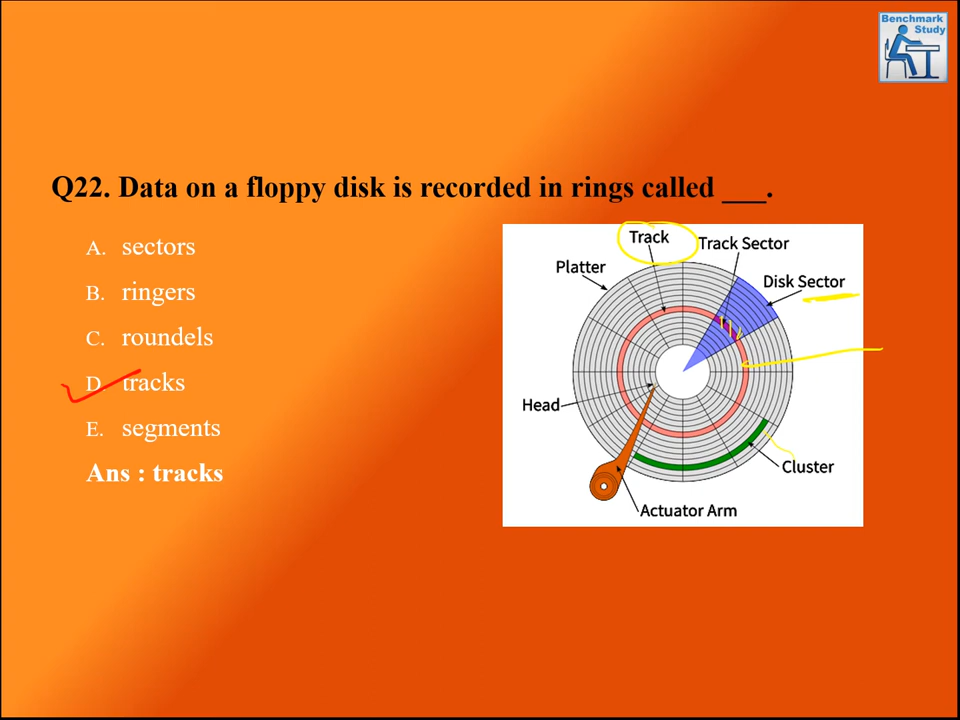 Benchmark
Study
Q22. Data on a floppy disk is recorded in rings called ___.
A. sectors
B. ringers
C. roundels
D. tracks
E. segments
Ans : tracks
Track
Track Sector
Platter
Disk Sector
Head
Cluster
Actuator Arm